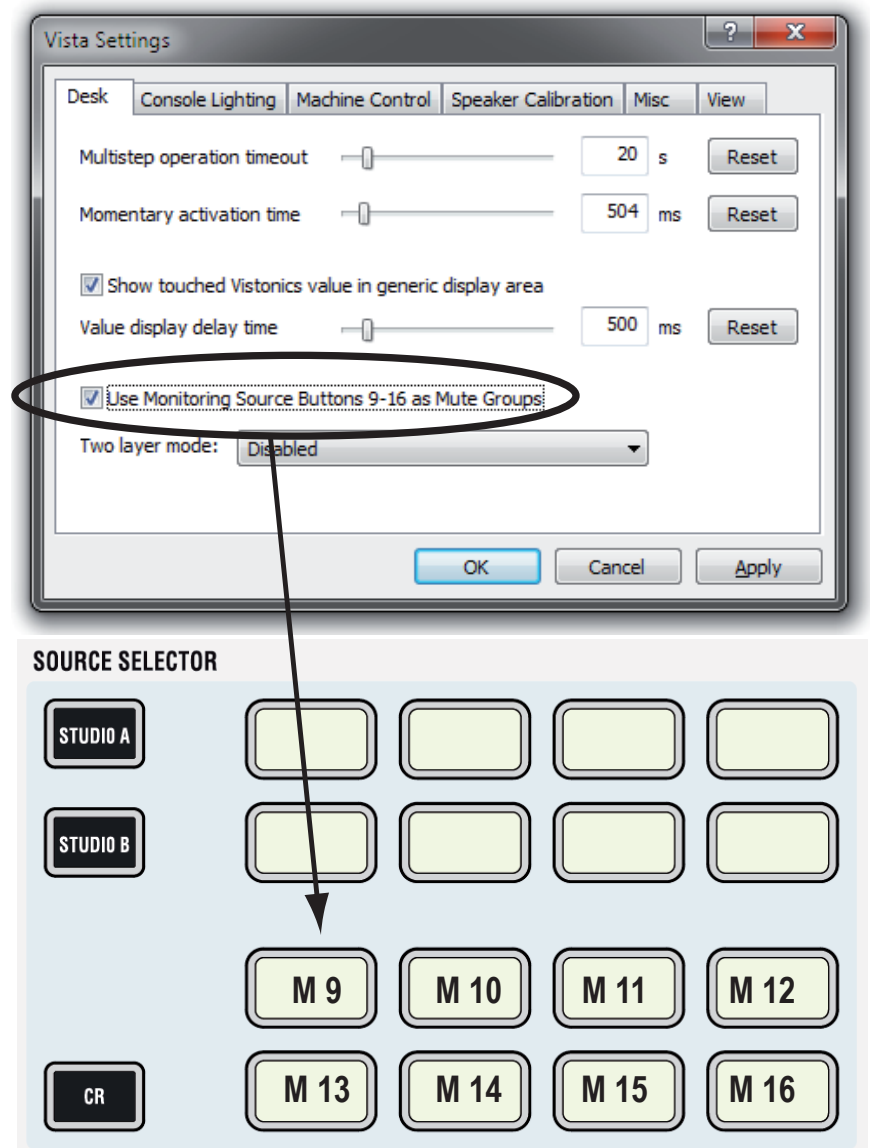 Vista Settings
?
X
Desk Console Lighting Machine Control Speaker Calibration Misc View
Multistep operation timeout 20 s Reset
Momentary activation time 504 ms Reset
Show touched Vistonics value in generic display area
Value display delay time 500 ms Reset
Use Monitoring Source Buttons 9-16 as Mute Groups
Two layer mode: Disabled
OK Cancel Apply
SOURCE SELECTOR
STUDIO A
STUDIO B
M 9 M 10 M 11 M 12
CR M 13 M 14 M 15 M 16